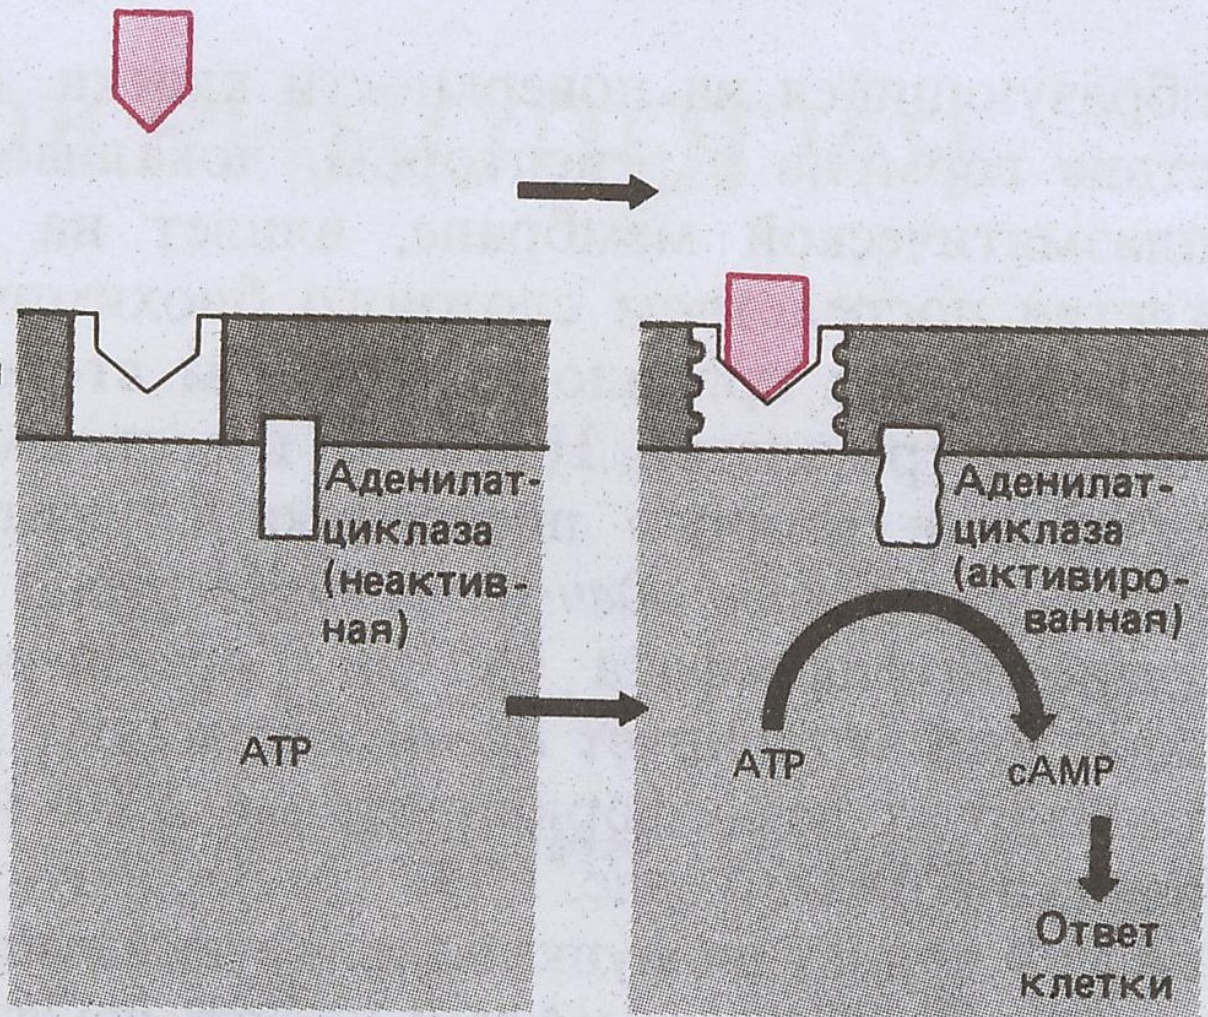 Аденилат-
циклаза
(неактив-
ная)
ATP
Аденилат-
циклаза
(активиро-
ванная)
ATP
cAMP
Ответ
клетки